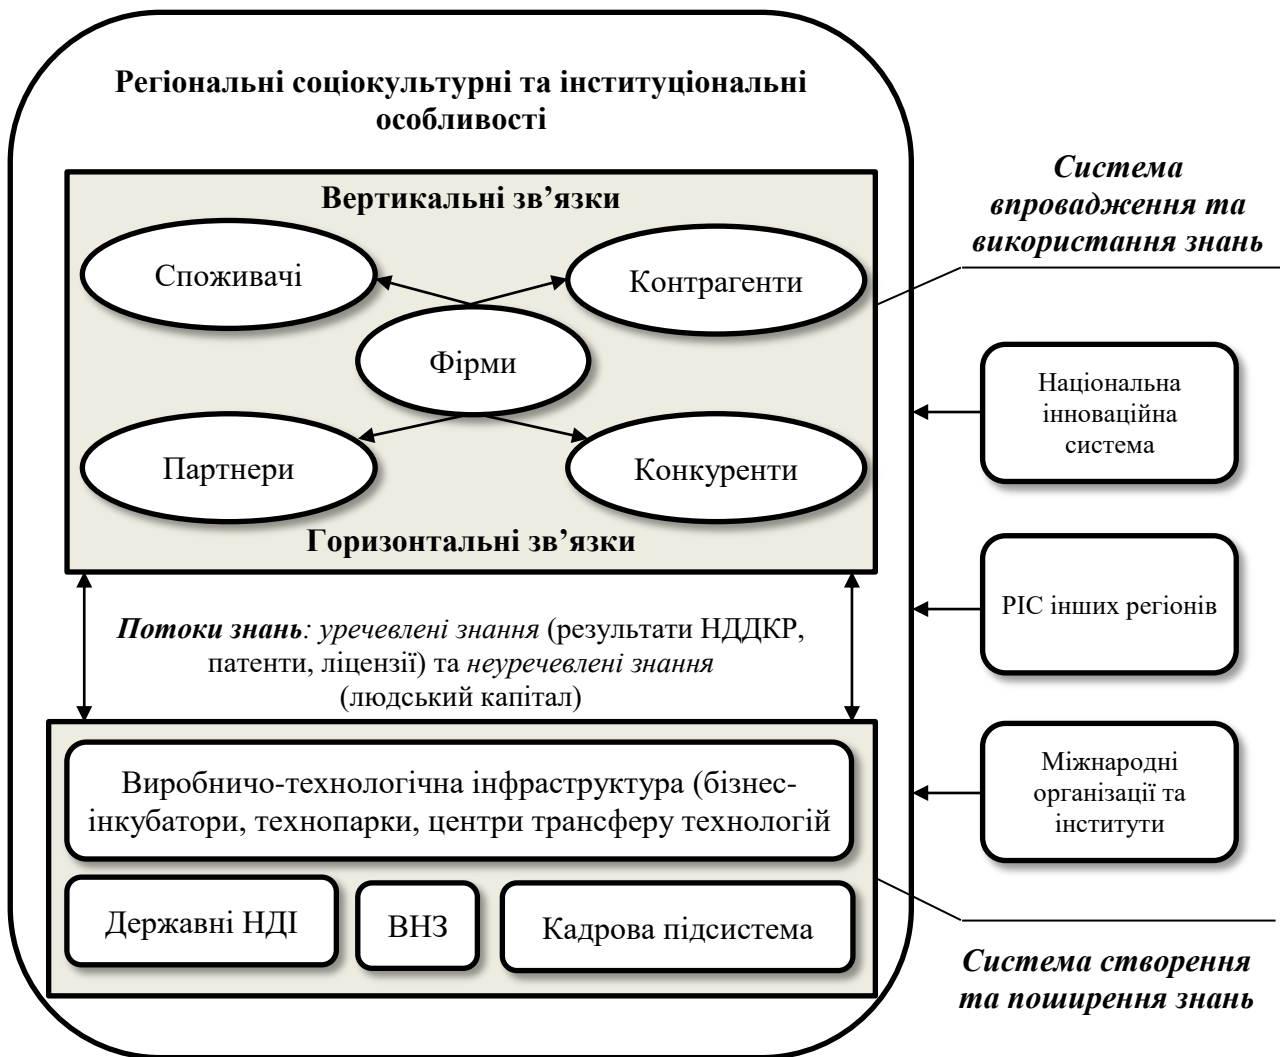 Регіональні соціокультурні та інституціональні
особливості
Вертикальні зв’язки
Споживачі
Контрагенти
Фірми
Партнери
Конкуренти
Горизонтальні зв’язки
Потоки знань: уречевлені знання (результати НДДКР,
патенти, ліцензії) та неуречевлені знання
(людський капітал)
Виробничо-технологічна інфраструктура (бізнес-
інкубатори, технопарки, центри трансферу технологій
Державні НДІ
ВНЗ
Кадрова підсистема
Система
впровадження та
використання знань
Національна
інноваційна
система
РІС інших регіонів
Міжнародні
організації та
інститути
Система створення
та поширення знань